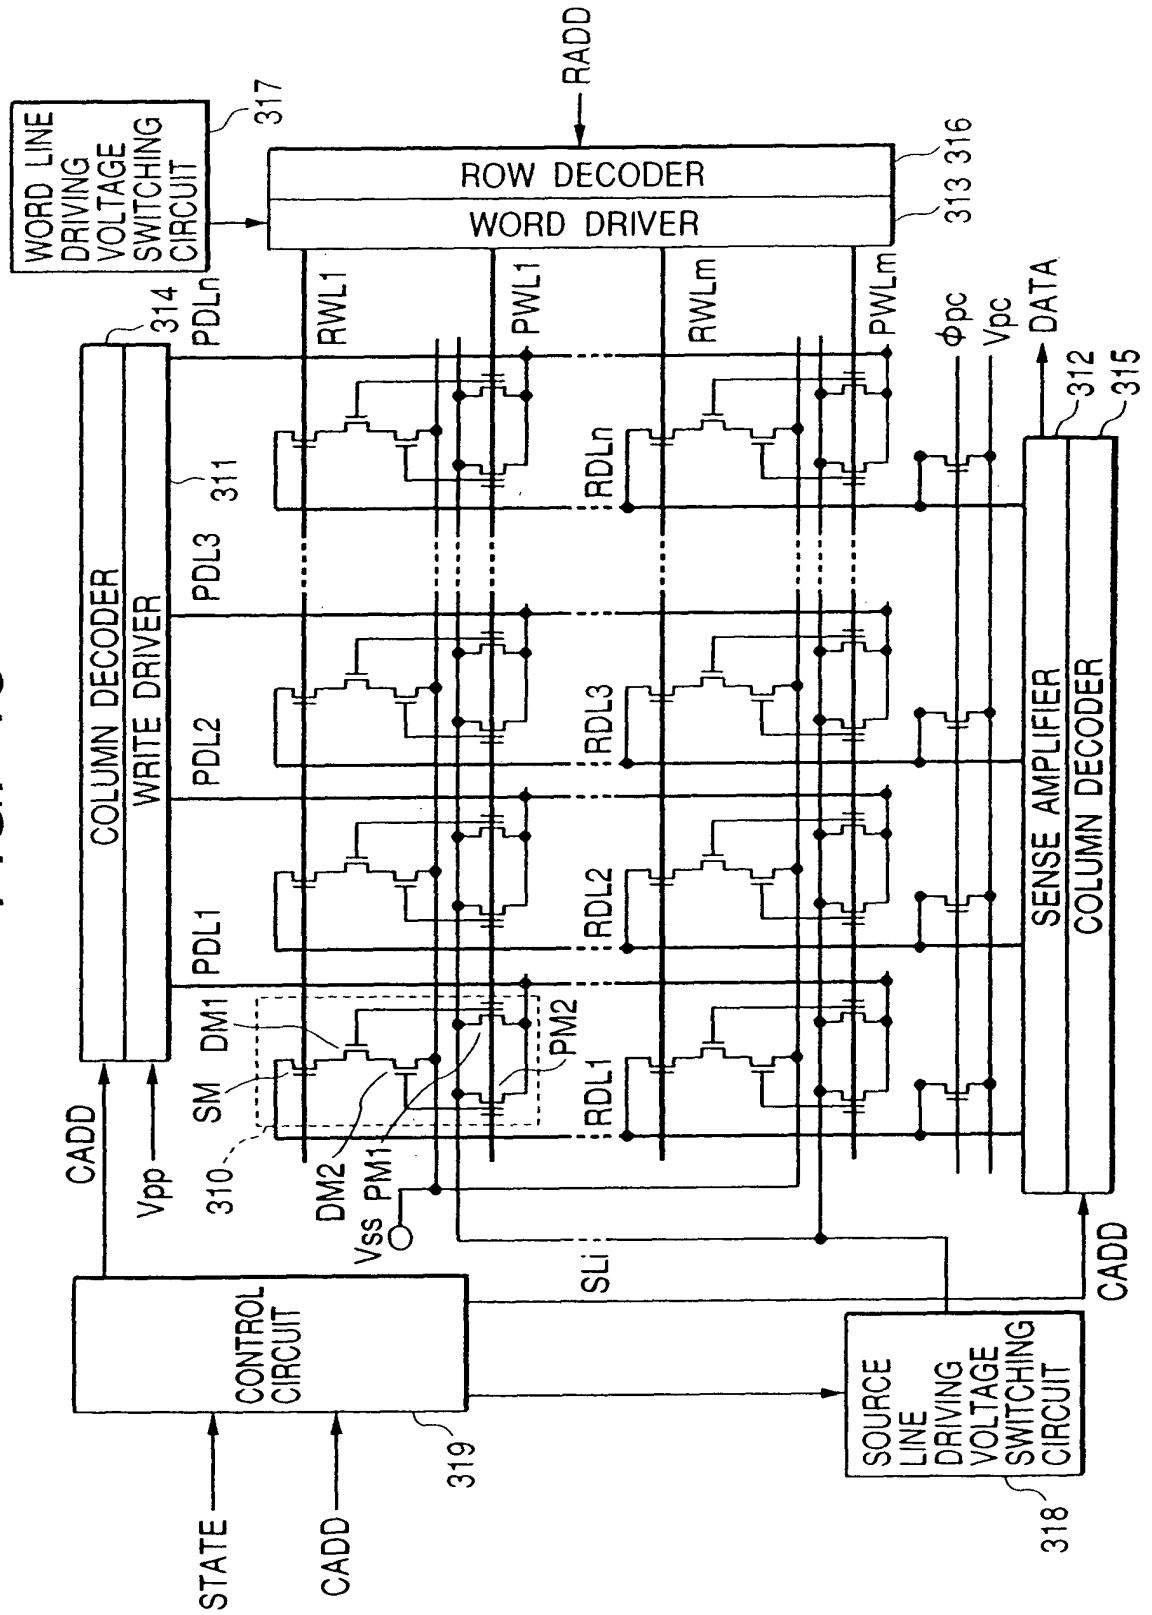 WORD LINE
DRIVING
VOLTAGE
SWITCHING
CIRCUIT
317
COLUMN DECODER
WRITE DRIVER
314
311
CADD
Vpp
PDL1
PDL2
PDL3
PDLn
ROW DECODER
WORD DRIVER
RADD
313
316
RWL1
PWL1
RWLm
PWLm
310
SM
DM1
DM2
PM1
PM2
Vss
SLi
RDL1
RDL2
RDL3
RDLn
Φpc
Vpc
DATA
SENSE AMPLIFIER
COLUMN DECODER
312
315
CADD
CONTROL
CIRCUIT
319
STATE
CADD
SOURCE
LINE
DRIVING
VOLTAGE
SWITCHING
CIRCUIT
318